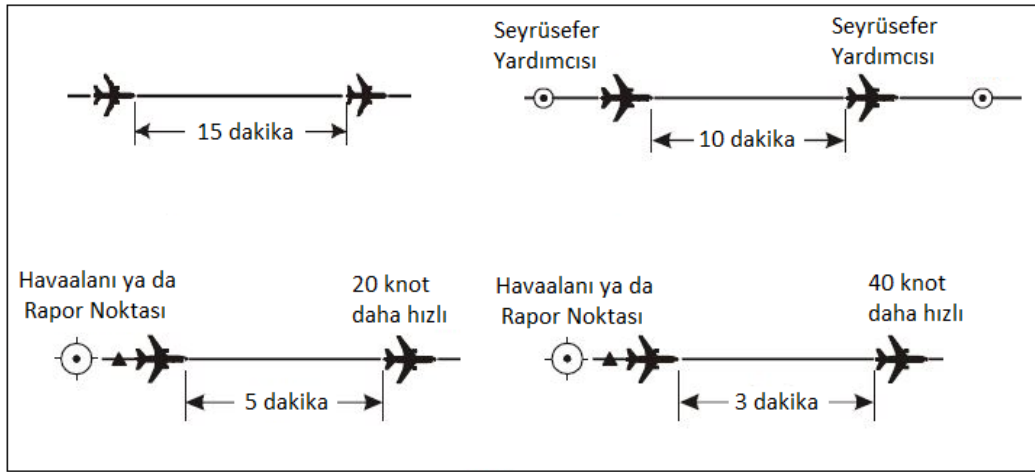 Seyrüsefer
Yardımcısı
Seyrüsefer
Yardımcısı
15 dakika
10 dakika
Havaalanı ya da
Rapor Noktası
20 knot
daha hızlı
Havaalanı ya da
Rapor Noktası
40 knot
daha hızlı
5 dakika
3 dakika